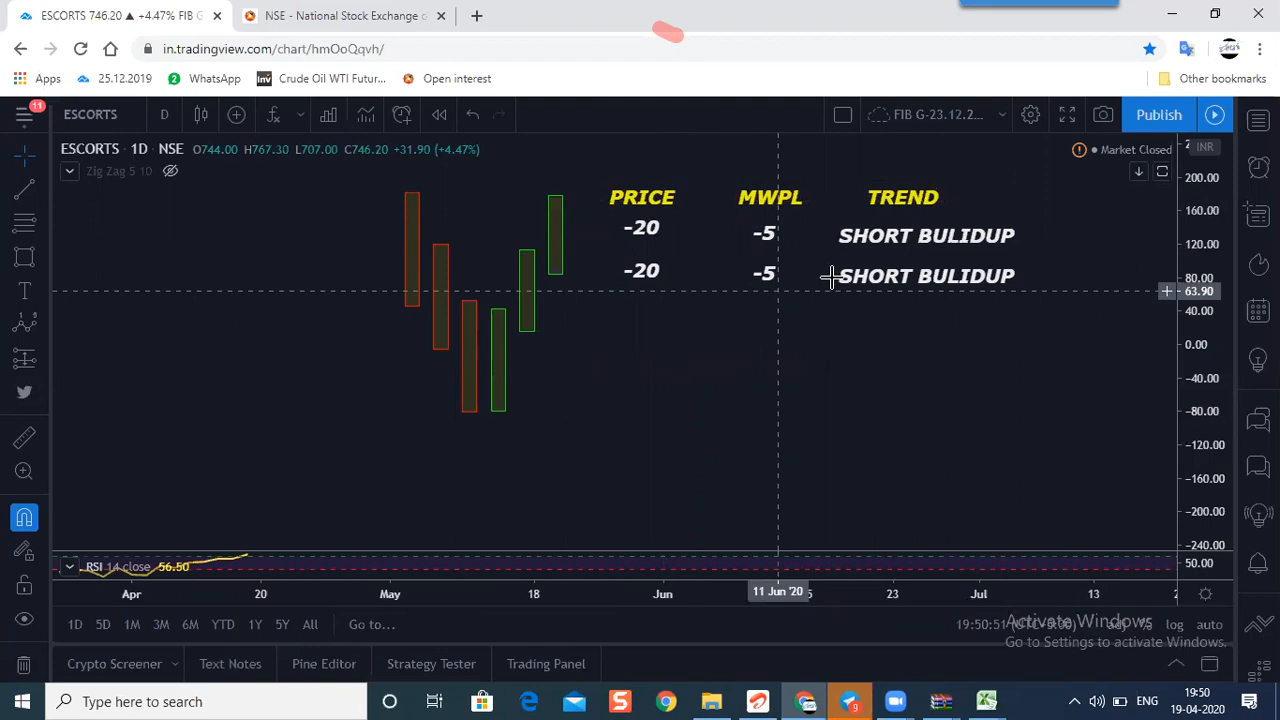 ESCORTS 746.20 ▲ +4.47% FIB G
NSE - National Stock Exchange o
in.tradingview.com/chart/hmOoQqvh/
Apps
25.12.2019
2 WhatsApp
Inv Crude Oil WTI Futur...
Open interest
Other bookmarks
11
ESCORTS
D
FIB G-23.12.2...
Publish
ESCORTS · 1D · NSE O744.00 H767.30 L707.00 C746.20 +31.90 (+4.47%)
Market Closed
INR
Zig Zag 5 10
PRICE MWPL TREND
-20 -5 SHORT BULIDUP
-20 -5 SHORT BULIDUP
200.00
160.00
120.00
80.00
63.90
40.00
0.00
-40.00
-80.00
-120.00
-160.00
-200.00
-240.00
RSI 14 close 56.50
50.00
Apr 20 May 18 Jun 11 Jun '20 23 Jul 13
1D 5D 1M 3M 6M YTD 1Y 5Y All Go to...
19:50:51
adj % log auto
Activate Windows
Go to Settings to activate Windows.
Crypto Screener Text Notes Pine Editor Strategy Tester Trading Panel
Type here to search
9
ENG
19:50
19-04-2020